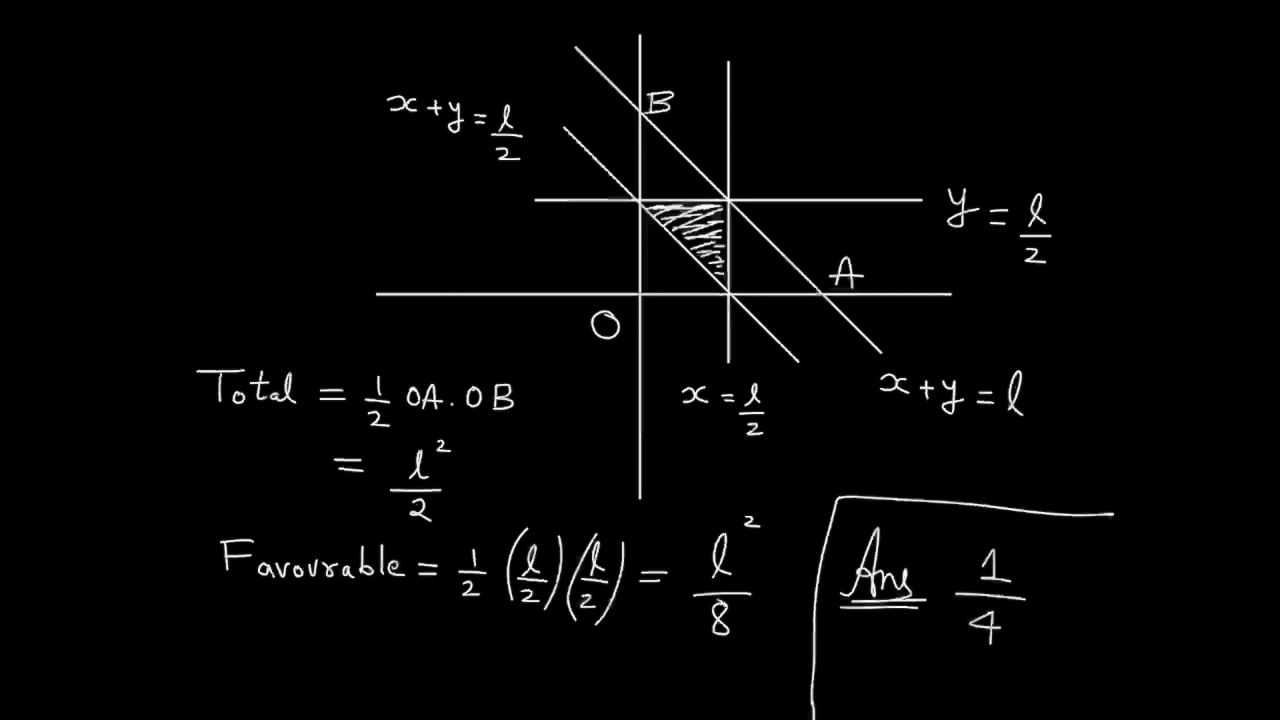 B
x + y = l/2
y = l/2
A
O
x = l/2
x + y = l
Total = 1/2 OA . OB
= l²/2
Favourable = 1/2 (l/2)(l/2) = l²/8
Ans 1/4